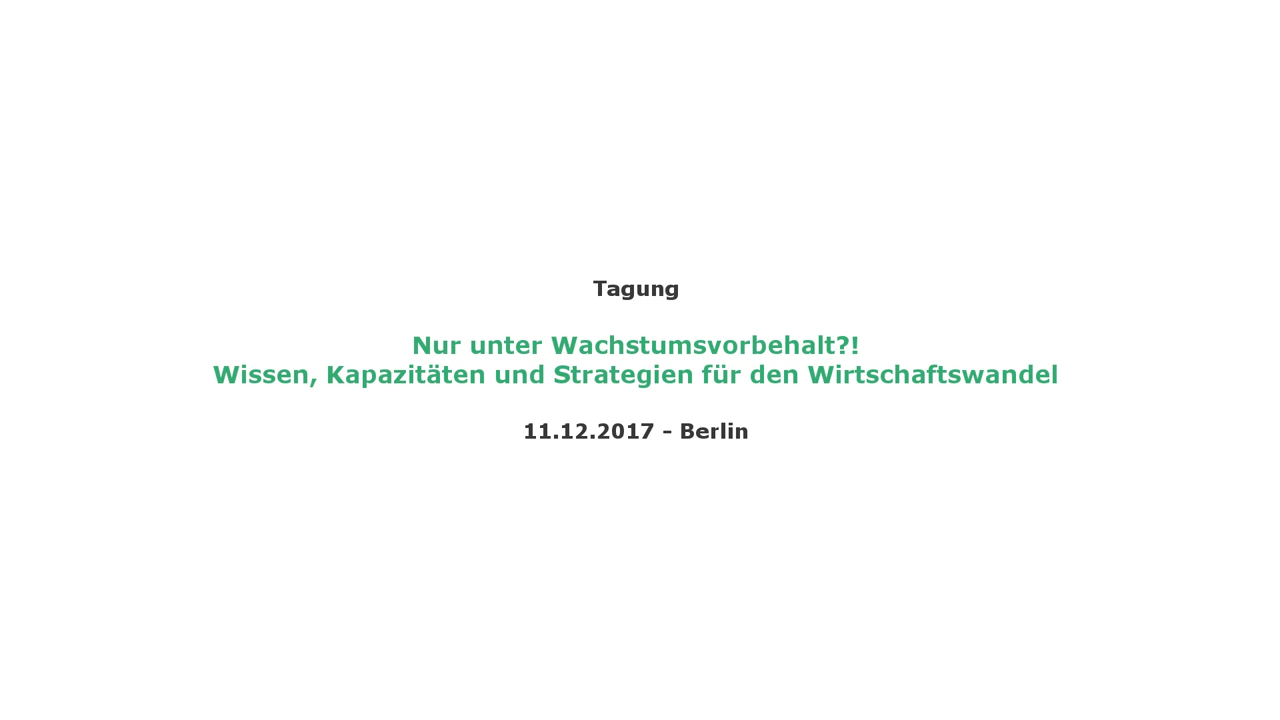 Tagung
Nur unter Wachstumsvorbehalt?!
Wissen, Kapazitäten und Strategien für den Wirtschaftswandel
11.12.2017 - Berlin